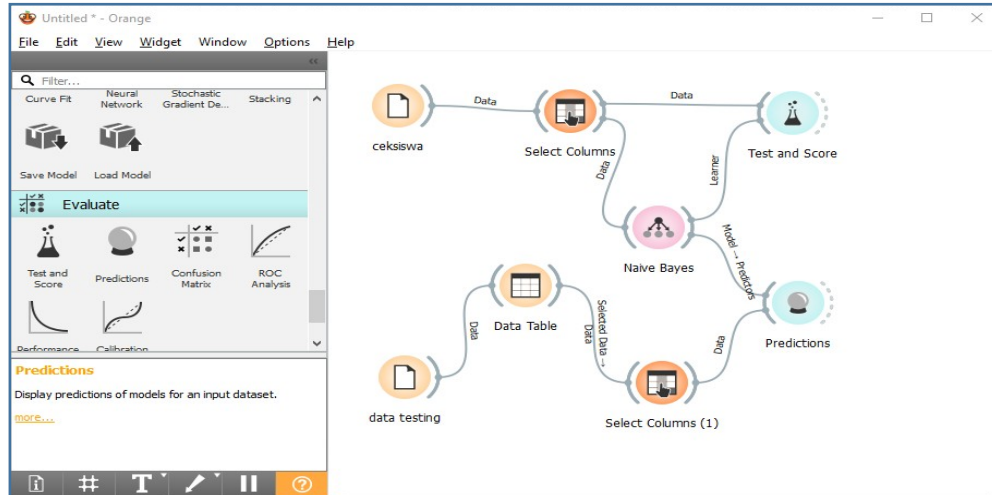 Untitled * - Orange
File Edit View Widget Window Options Help
Filter...
Curve Fit
Neural
Network
Stochastic
Gradient De...
Stacking
Save Model
Load Model
Evaluate
Test and
Score
Predictions
Confusion
Matrix
ROC
Analysis
Performance
Calibration
Predictions
Display predictions of models for an input dataset.
more...
ceksiswa
Data
Select Columns
Data
Test and Score
Data
Learner
Naive Bayes
Model → Predictors
Data Table
Selected Data →
Data
Data
Data
Predictions
data testing
Select Columns (1)